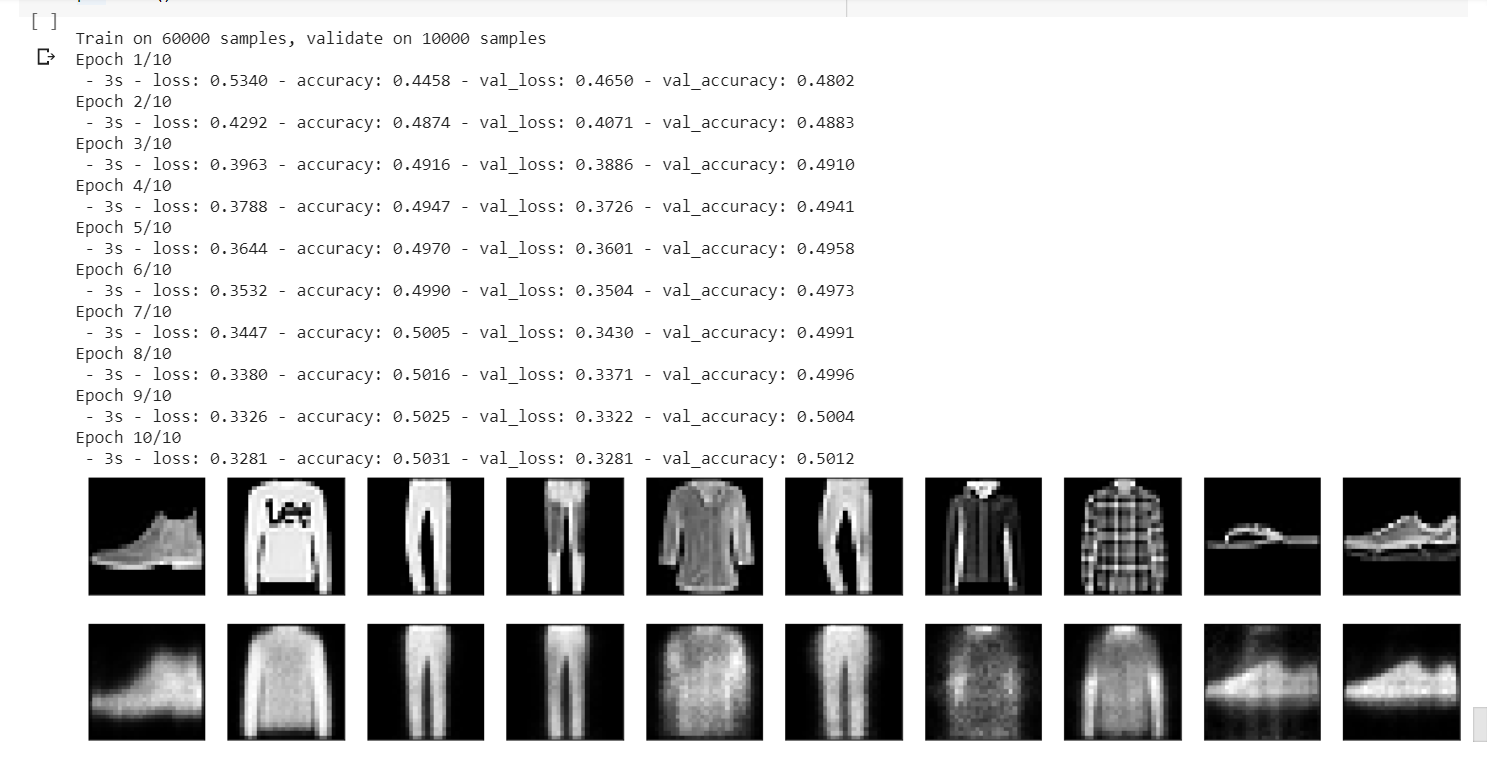 [ ]
Train on 60000 samples, validate on 10000 samples
Epoch 1/10
- 3s - loss: 0.5340 - accuracy: 0.4458 - val_loss: 0.4650 - val_accuracy: 0.4802
Epoch 2/10
- 3s - loss: 0.4292 - accuracy: 0.4874 - val_loss: 0.4071 - val_accuracy: 0.4883
Epoch 3/10
- 3s - loss: 0.3963 - accuracy: 0.4916 - val_loss: 0.3886 - val_accuracy: 0.4910
Epoch 4/10
- 3s - loss: 0.3788 - accuracy: 0.4947 - val_loss: 0.3726 - val_accuracy: 0.4941
Epoch 5/10
- 3s - loss: 0.3644 - accuracy: 0.4970 - val_loss: 0.3601 - val_accuracy: 0.4958
Epoch 6/10
- 3s - loss: 0.3532 - accuracy: 0.4990 - val_loss: 0.3504 - val_accuracy: 0.4973
Epoch 7/10
- 3s - loss: 0.3447 - accuracy: 0.5005 - val_loss: 0.3430 - val_accuracy: 0.4991
Epoch 8/10
- 3s - loss: 0.3380 - accuracy: 0.5016 - val_loss: 0.3371 - val_accuracy: 0.4996
Epoch 9/10
- 3s - loss: 0.3326 - accuracy: 0.5025 - val_loss: 0.3322 - val_accuracy: 0.5004
Epoch 10/10
- 3s - loss: 0.3281 - accuracy: 0.5031 - val_loss: 0.3281 - val_accuracy: 0.5012
Lee